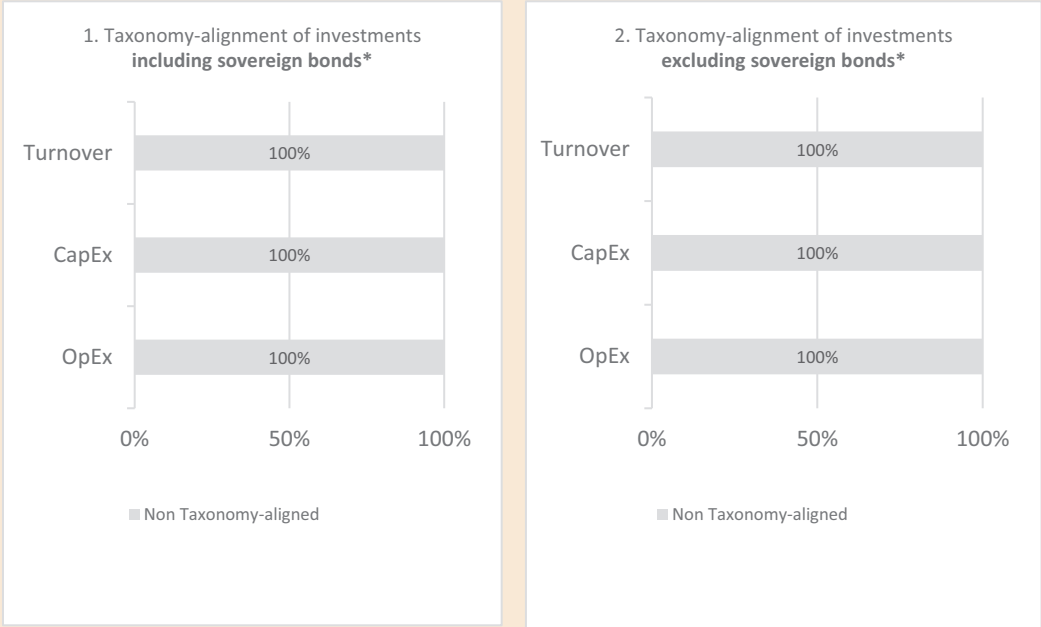 1. Taxonomy-alignment of investments
including sovereign bonds*
Turnover
100%
CapEx
100%
OpEx
100%
0% 50% 100%
Non Taxonomy-aligned
2. Taxonomy-alignment of investments
excluding sovereign bonds*
Turnover
100%
CapEx
100%
OpEx
100%
0% 50% 100%
Non Taxonomy-aligned